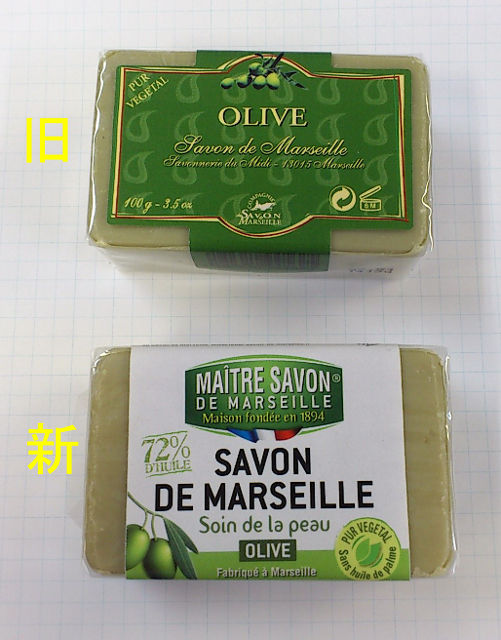 旧
PUR
VEGETAL
OLIVE
Savon de Marseille
Savonnerie du Midi - 13015 Marseille
100 g - 3.5 oz
COMPAGNIE
SAVON
MARSEILLE
6M
新
MAÎTRE SAVON®
DE MARSEILLE
Maison fondée en 1894
72%
D'HUILE
SAVON
DE MARSEILLE
Soin de la peau
OLIVE
Fabriqué à Marseille
PUR VEGETAL
Sans huile de palme